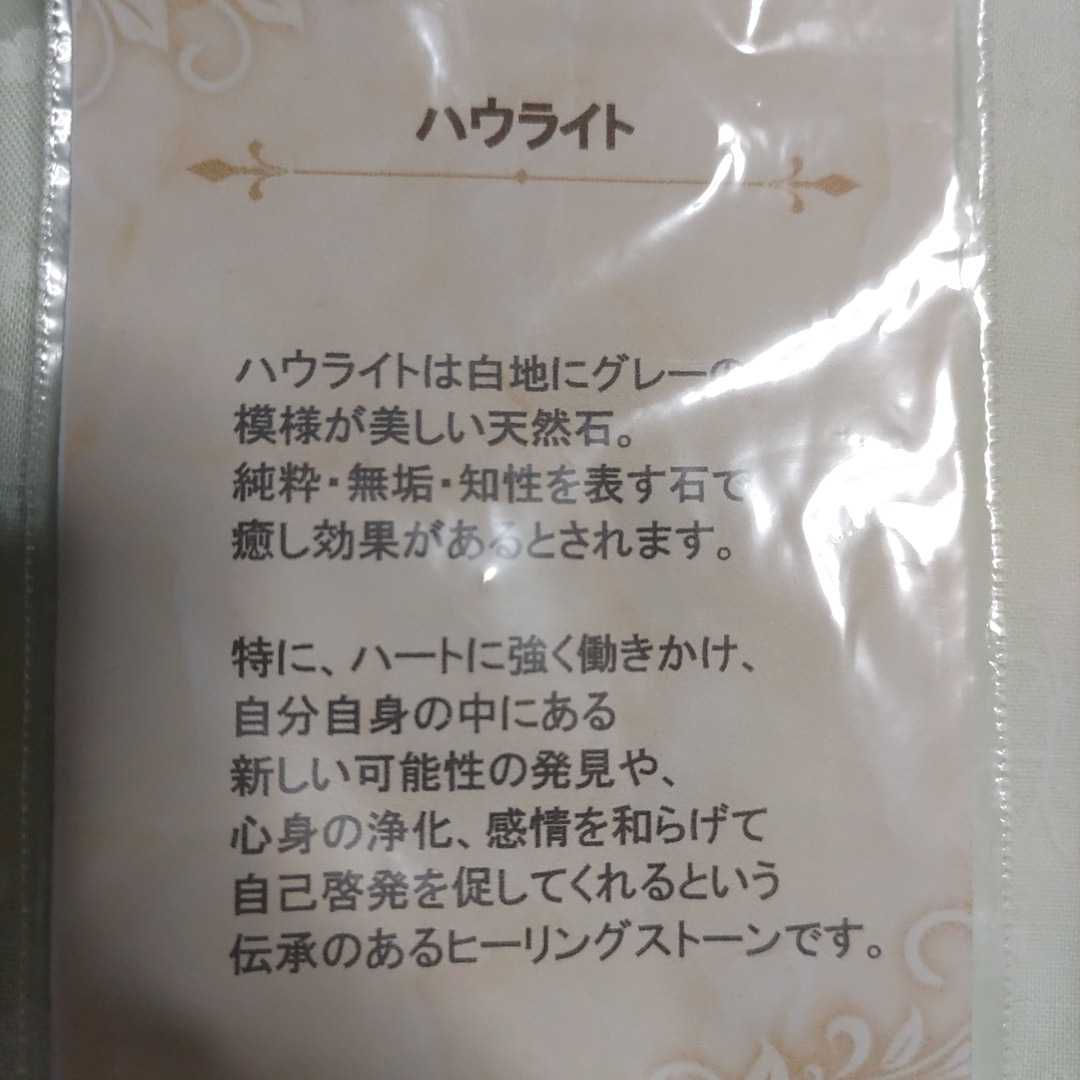 ハウライト
ハウライトは白地にグレーの
模様が美しい天然石。
純粋・無垢・知性を表す石で
癒し効果があるとされます。
特に、ハートに強く働きかけ、
自分自身の中にある
新しい可能性の発見や、
心身の浄化、感情を和らげて
自己啓発を促してくれるという
伝承のあるヒーリングストーンです。